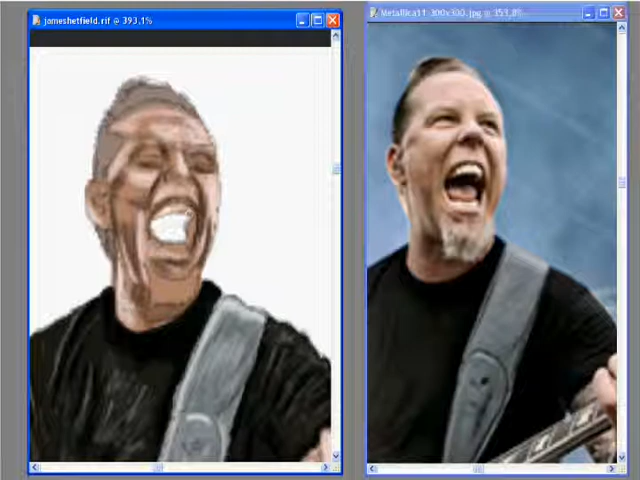 jameshetfield.rif @ 393,1%
Metallica11 300x300.jpg @ 353,8%